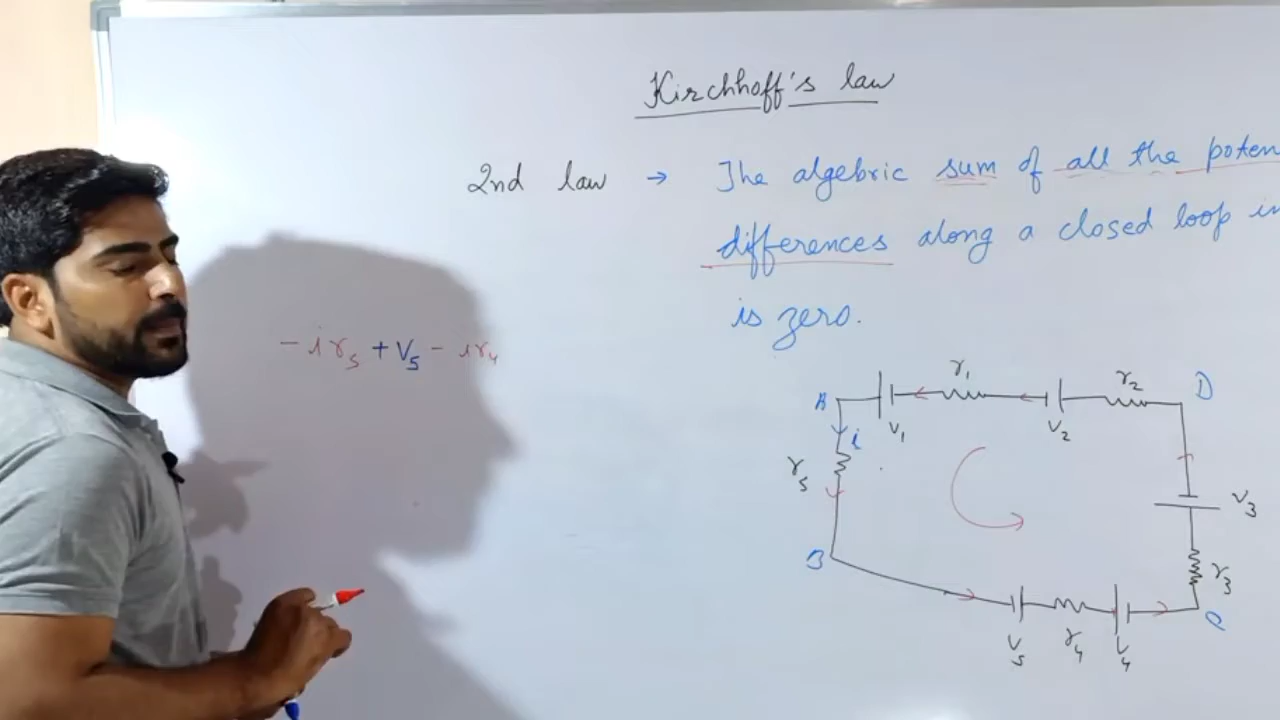 Kirchhoff's law
2nd law → The algebric sum of all the poten
differences along a closed loop in
is zero.
-i r5 + V5 - i r4
r1
r2
D
A
V1
V2
i
r5
V3
B
r3
C
V5
r4
V4